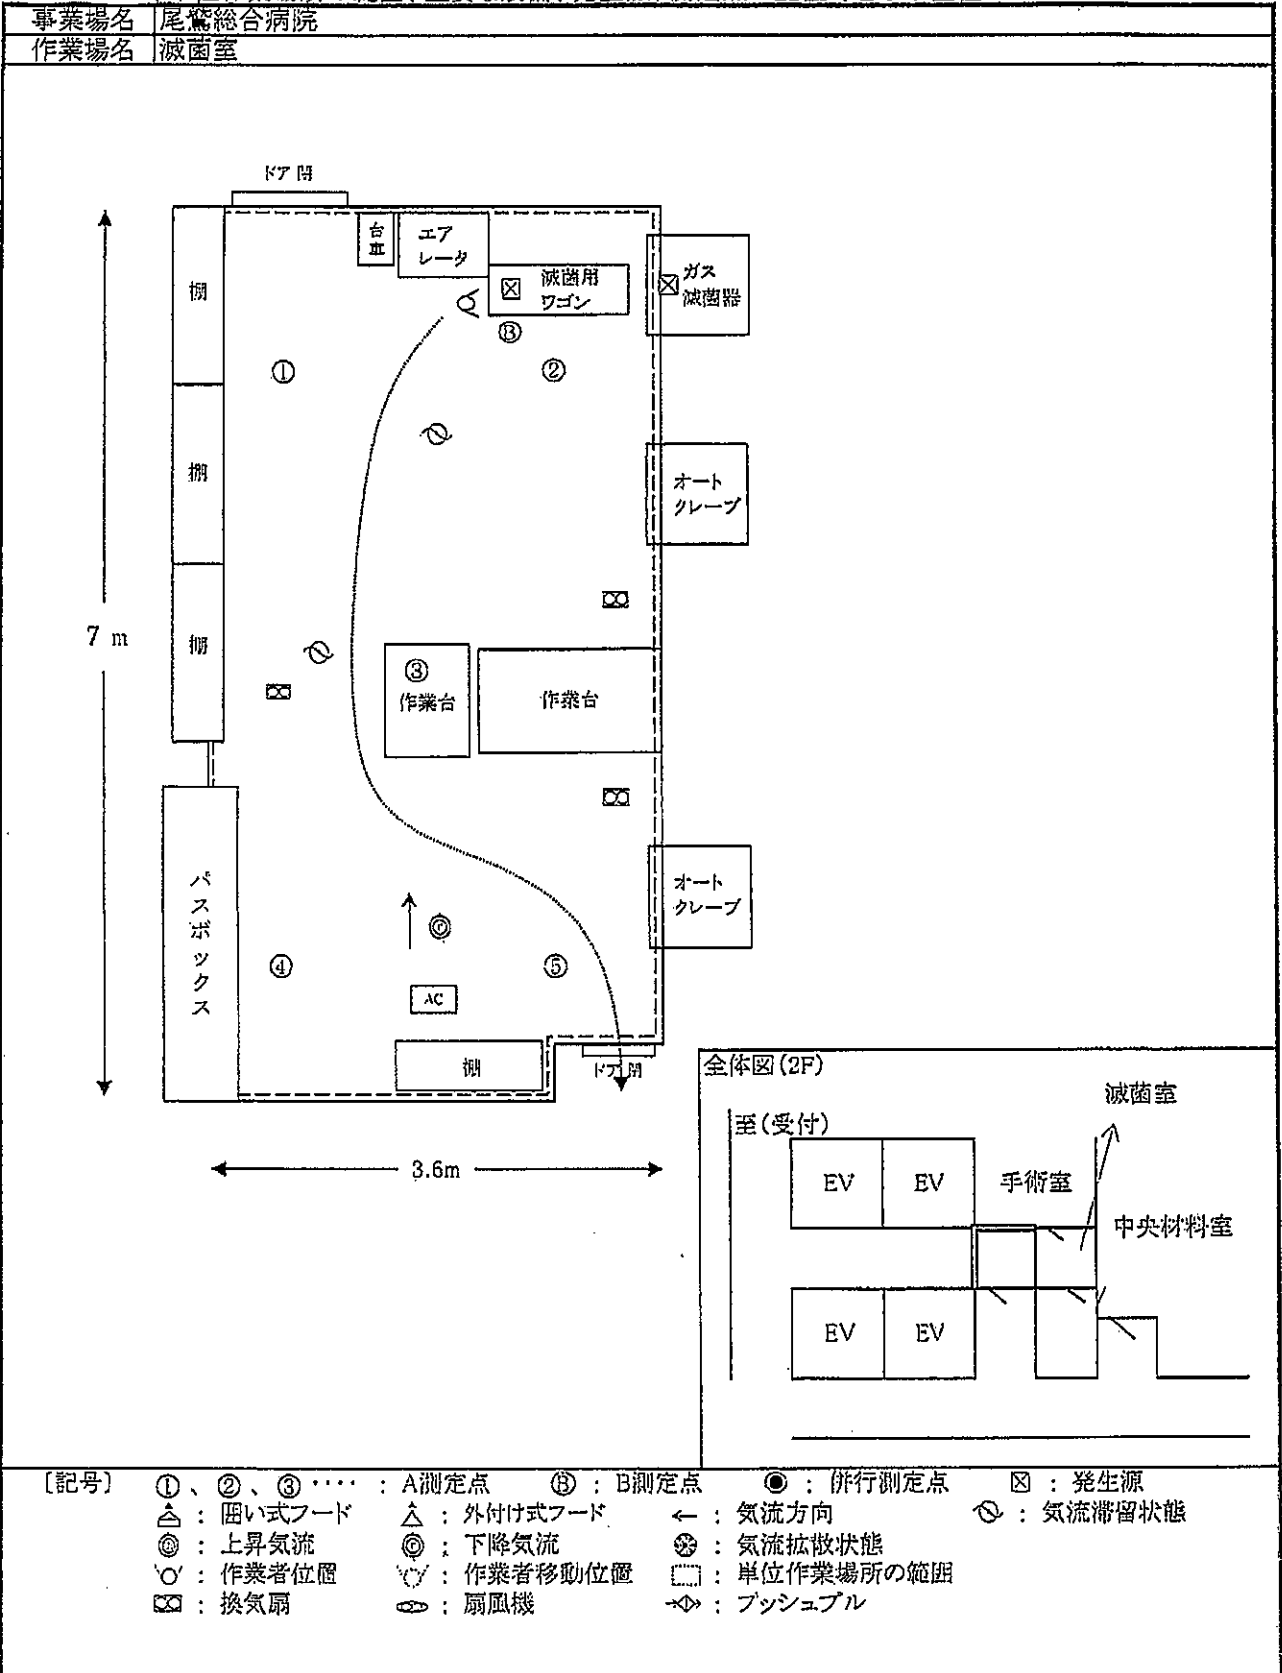 事業場名 尾鷲総合病院
作業場名 滅菌室
ドア 閉
台車
エア
レータ
滅菌用
ワゴン
ガス
滅菌器
棚
Ⓑ
①
②
棚
オート
クレーブ
7 m
棚
③
作業台
作業台
パスボックス
オート
クレーブ
④
⑤
AC
棚
ドア 閉
3.6m
全体図(2F)
滅菌室
至(受付)
EV
EV
手術室
中央材料室
EV
EV
[記号] ①、②、③‥‥ : A測定点 Ⓑ : B測定点 ◉ : 併行測定点 ☒ : 発生源
: 囲い式フード : 外付け式フード ← : 気流方向 : 気流滞留状態
◎ : 上昇気流 : 下降気流 : 気流拡散状態
: 作業者位置 : 作業者移動位置 : 単位作業場所の範囲
: 換気扇 : 扇風機 : プッシュプル